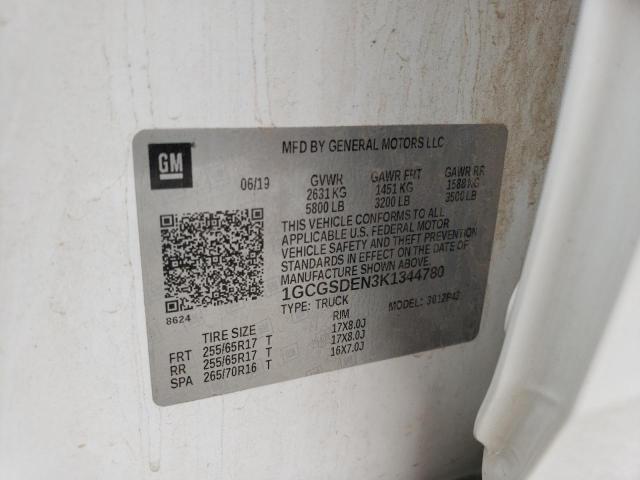 GM
MFD BY GENERAL MOTORS LLC
06/19 GVWR GAWR FRT GAWR RR
2631 KG 1451 KG 1588 KG
5800 LB 3200 LB 3500 LB
THIS VEHICLE CONFORMS TO ALL
APPLICABLE U.S. FEDERAL MOTOR
VEHICLE SAFETY AND THEFT PREVENTION
STANDARDS IN EFFECT ON THE DATE OF
MANUFACTURE SHOWN ABOVE.
1GCGSDEN3K1344780
8624 TYPE: TRUCK MODEL:
TIRE SIZE RIM
FRT 255/65R17 T 17X8.0J
RR 255/65R17 T 17X8.0J
SPA 265/70R16 T 16X7.0J